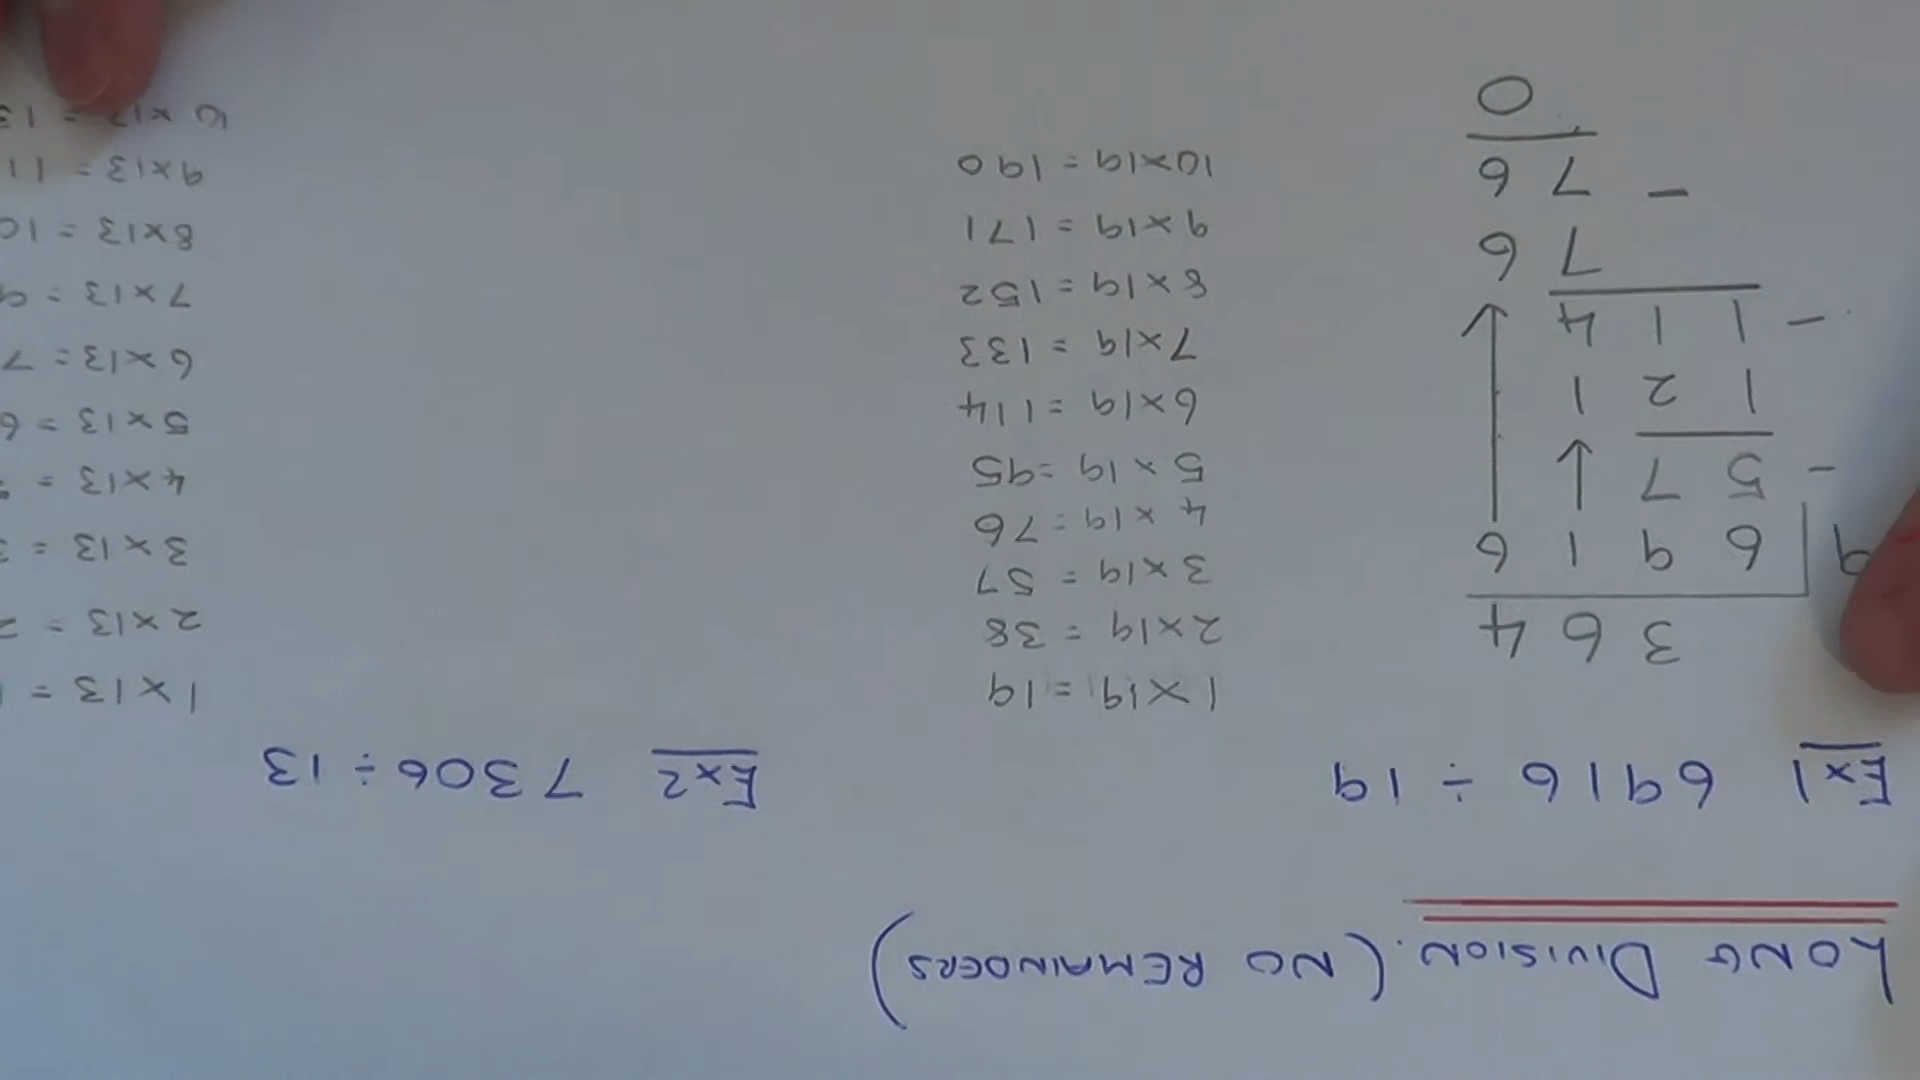 LONG DIVISION. (NO REMAINDERS)
Ex1 6916 ÷ 19
364
9 6916
- 57
121
- 114
76
- 76
0
1 x 19 = 19
2 x 19 = 38
3 x 19 = 57
4 x 19 = 76
5 x 19 = 95
6 x 19 = 114
7 x 19 = 133
8 x 19 = 152
9 x 19 = 171
10 x 19 = 190
Ex2 7306 ÷ 13
1 x 13 =
2 x 13 =
3 x 13 =
4 x 13 =
5 x 13 =
6 x 13 =
7 x 13 =
8 x 13 =
9 x 13 =
10 x 13 =